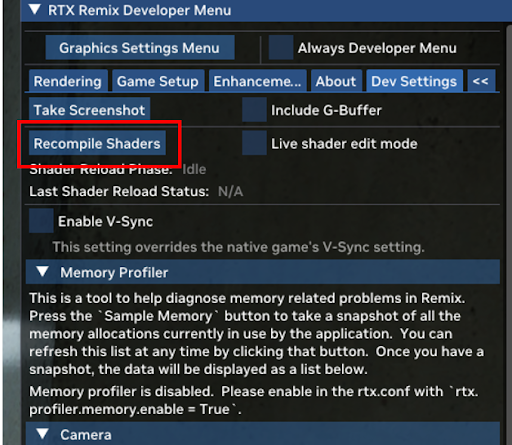 RTX Remix Developer Menu
Graphics Settings Menu
Always Developer Menu
Rendering Game Setup Enhanceme... About Dev Settings <<
Take Screenshot Include G-Buffer
Recompile Shaders Live shader edit mode
Shader Reload Phase: Idle
Last Shader Reload Status: N/A
Enable V-Sync
This setting overrides the native game's V-Sync setting.
Memory Profiler
This is a tool to help diagnose memory related problems in Remix.
Press the `Sample Memory` button to take a snapshot of all the
memory allocations currently in use by the application. You can
refresh this list at any time by clicking that button. Once you have a
snapshot, the data will be displayed as a list below.
Memory profiler is disabled. Please enable in the rtx.conf with `rtx.
profiler.memory.enable = True`.
Camera